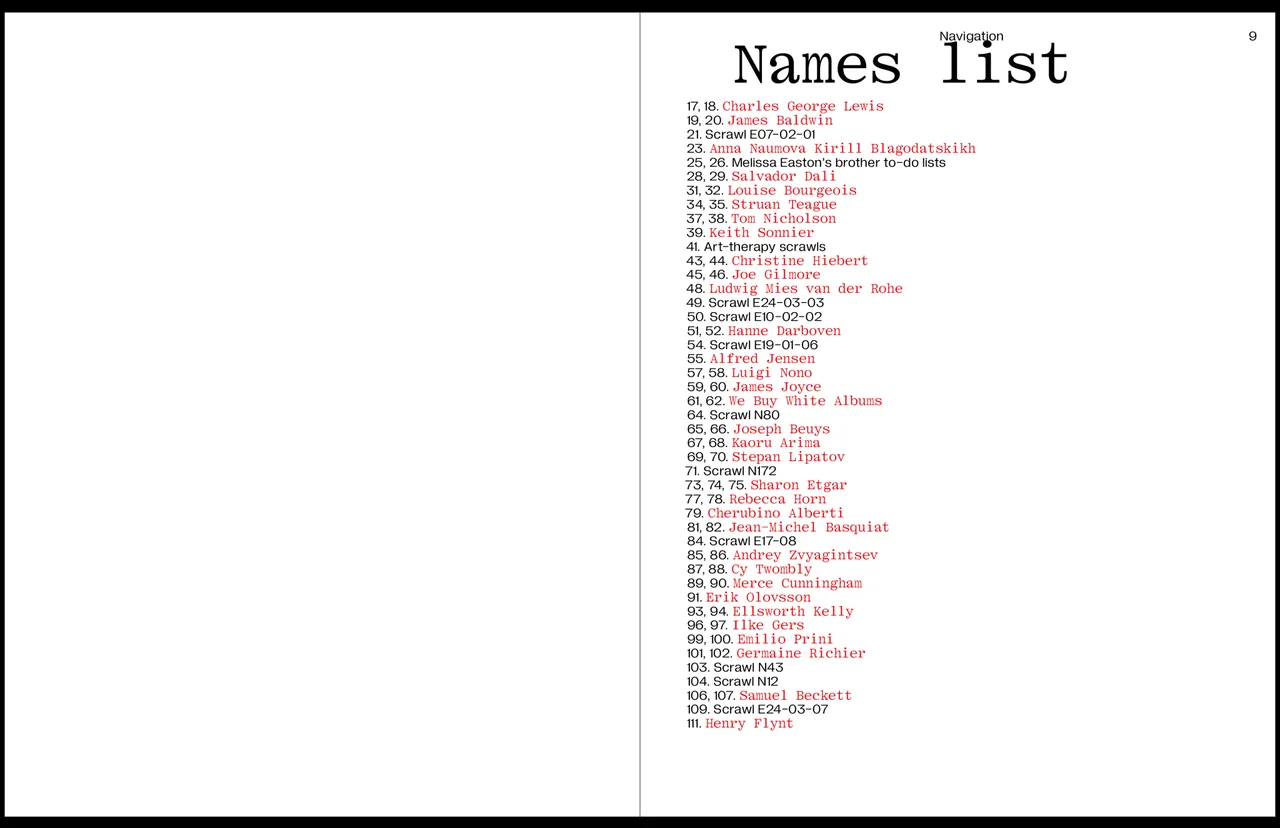 Navigation
9
Names list
17, 18. Charles George Lewis
19, 20. James Baldwin
21. Scrawl E07-02-01
23. Anna Naumova Kirill Blagodatskikh
25, 26. Melissa Easton's brother to-do lists
28, 29. Salvador Dali
31, 32. Louise Bourgeois
34, 35. Struan Teague
37, 38. Tom Nicholson
39. Keith Sonnier
41. Art-therapy scrawls
43, 44. Christine Hiebert
45, 46. Joe Gilmore
48. Ludwig Mies van der Rohe
49. Scrawl E24-03-03
50. Scrawl E10-02-02
51, 52. Hanne Darboven
54. Scrawl E19-01-06
55. Alfred Jensen
57, 58. Luigi Nono
59, 60. James Joyce
61, 62. We Buy White Albums
64. Scrawl N80
65, 66. Joseph Beuys
67, 68. Kaoru Arima
69, 70. Stepan Lipatov
71. Scrawl N172
73, 74, 75. Sharon Etgar
77, 78. Rebecca Horn
79. Cherubino Alberti
81, 82. Jean-Michel Basquiat
84. Scrawl E17-08
85, 86. Andrey Zvyagintsev
87, 88. Cy Twombly
89, 90. Merce Cunningham
91. Erik Olovsson
93, 94. Ellsworth Kelly
96, 97. Ilke Gers
99, 100. Emilio Prini
101, 102. Germaine Richier
103. Scrawl N43
104. Scrawl N12
106, 107. Samuel Beckett
109. Scrawl E24-03-07
111. Henry Flynt